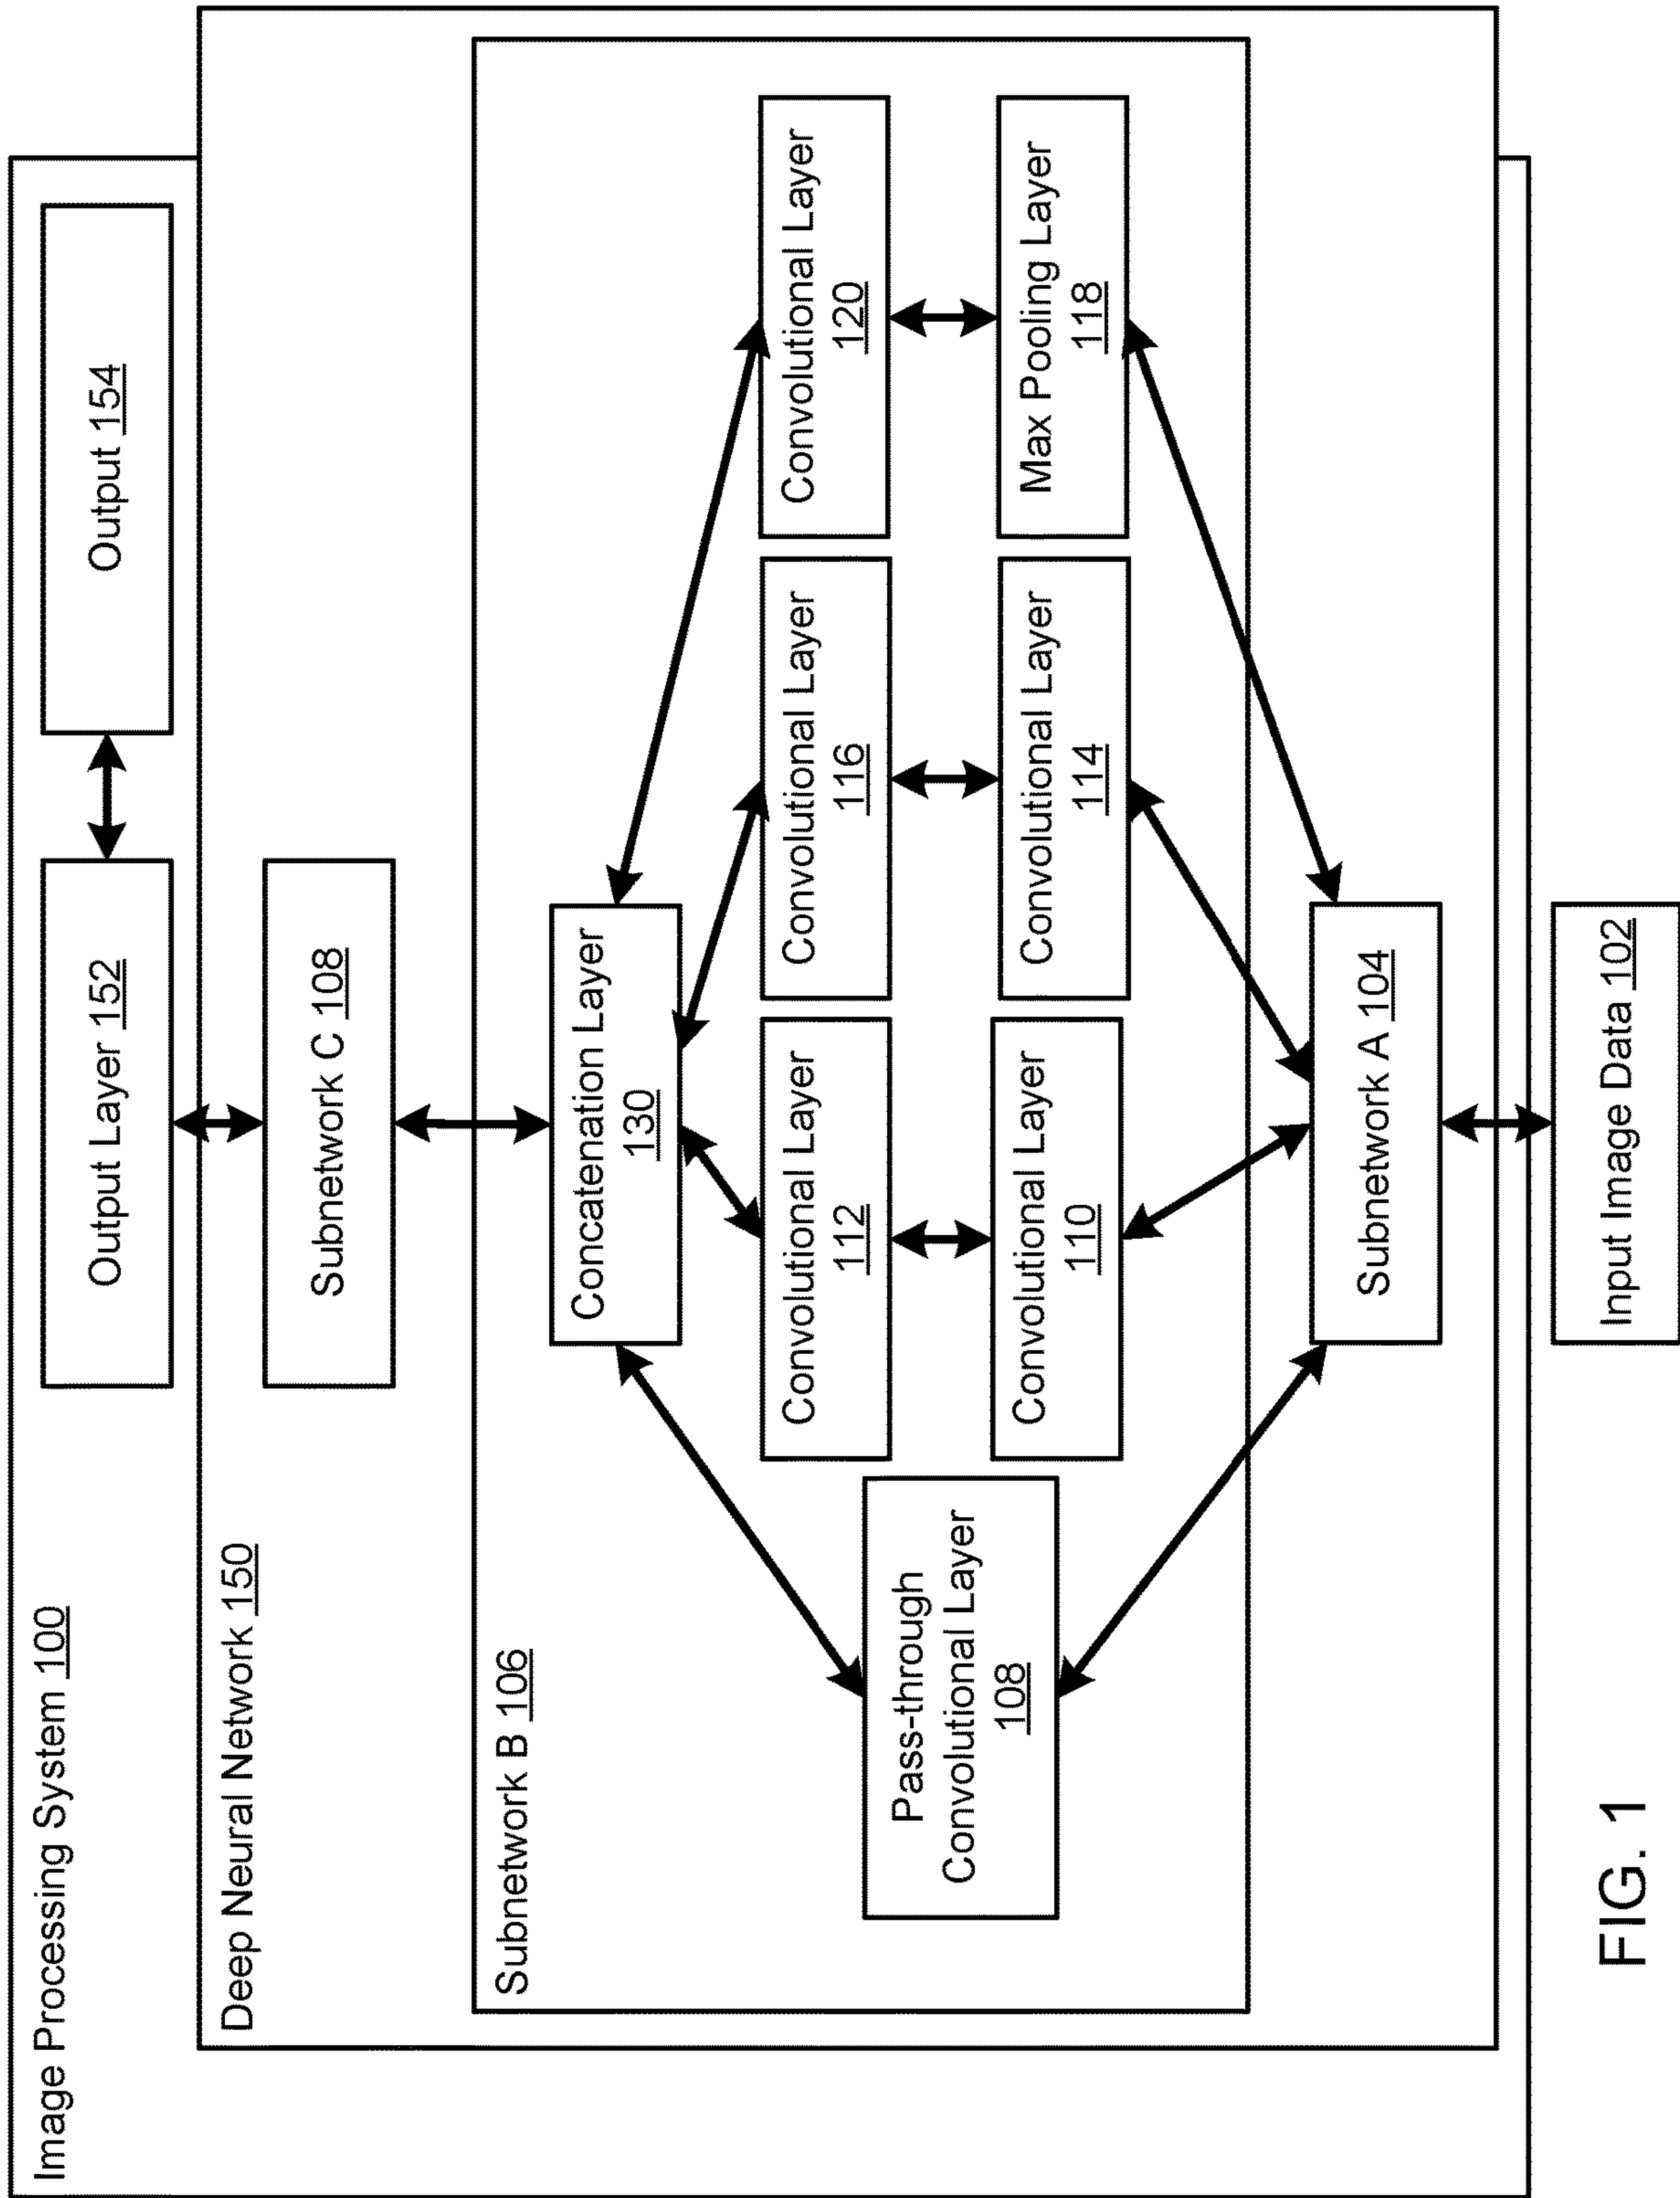 Image Processing System 100
Output Layer 152
Output 154
Deep Neural Network 150
Subnetwork C 108
Subnetwork B 106
Concatenation Layer
130
Pass-through
Convolutional Layer
108
Convolutional Layer
112
Convolutional Layer
116
Convolutional Layer
120
Convolutional Layer
110
Convolutional Layer
114
Max Pooling Layer
118
Subnetwork A 104
Input Image Data 102
FIG. 1